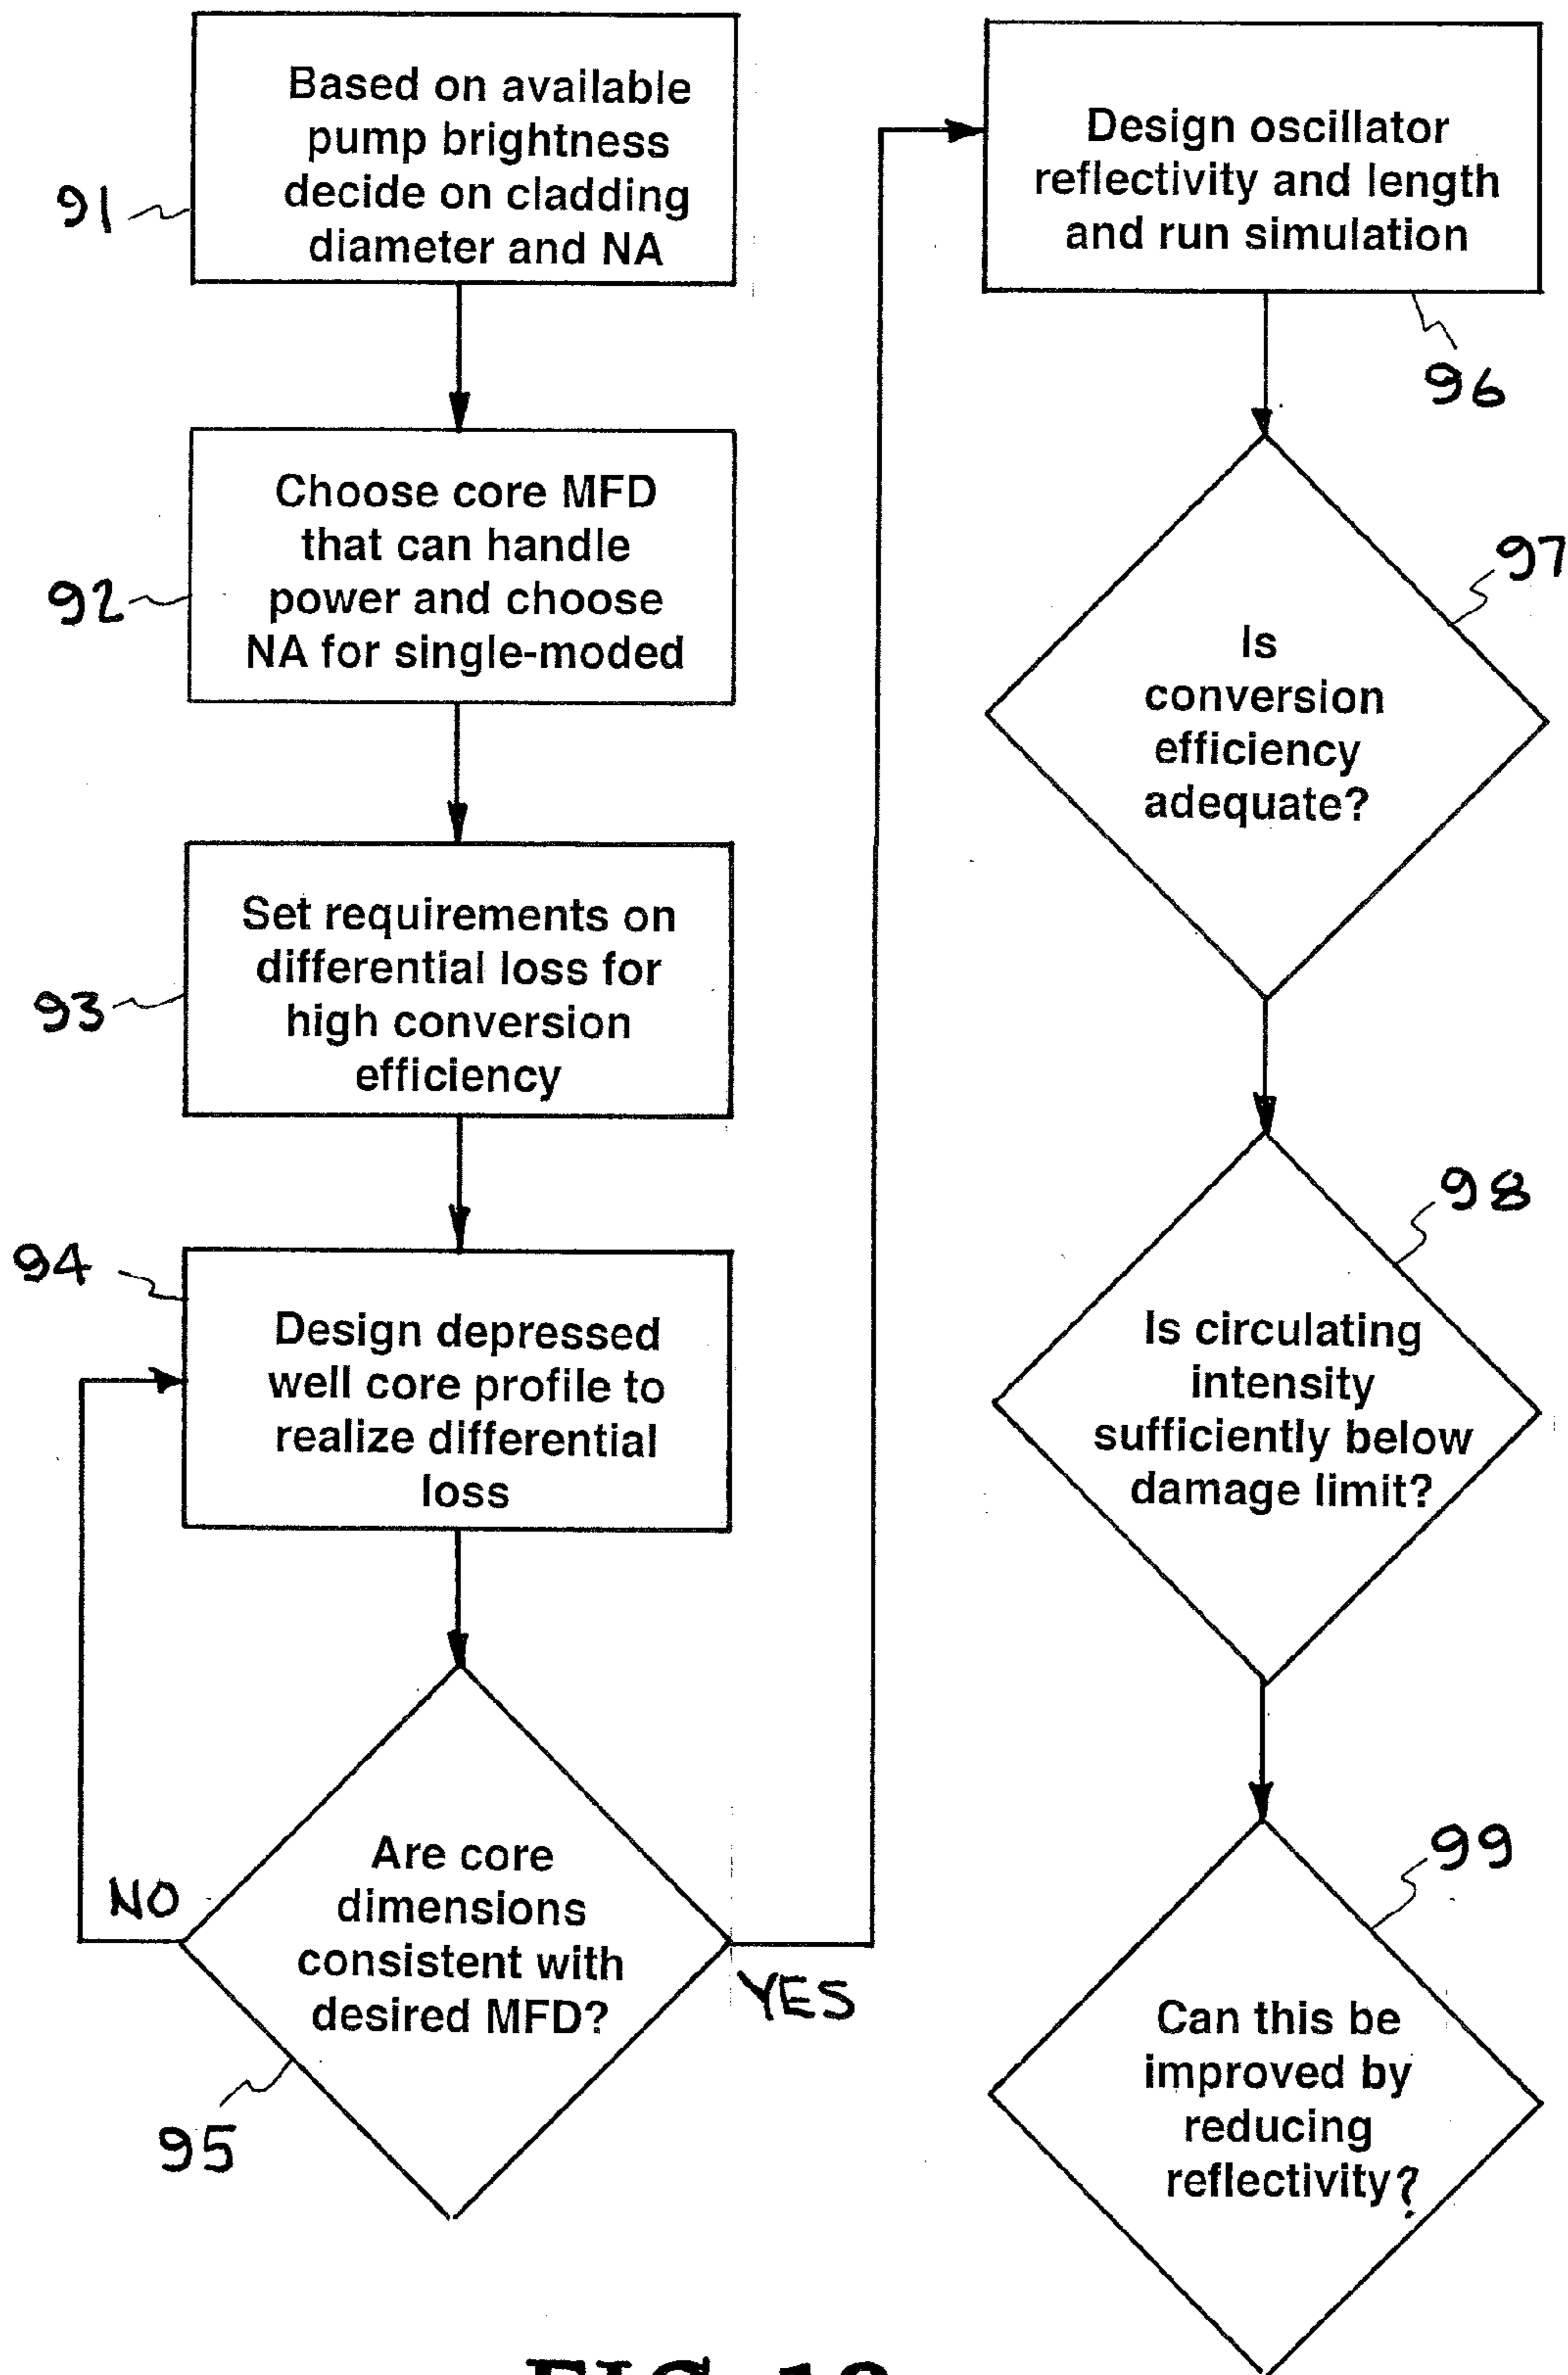 Based on available
pump brightness
decide on cladding
diameter and NA
91
Choose core MFD
that can handle
power and choose
NA for single-moded
92
Set requirements on
differential loss for
high conversion
efficiency
93
94
Design depressed
well core profile to
realize differential
loss
Are core
dimensions
consistent with
desired MFD?
NO
YES
95
Design oscillator
reflectivity and length
and run simulation
96
97
Is
conversion
efficiency
adequate?
98
Is circulating
intensity
sufficiently below
damage limit?
99
Can this be
improved by
reducing
reflectivity?